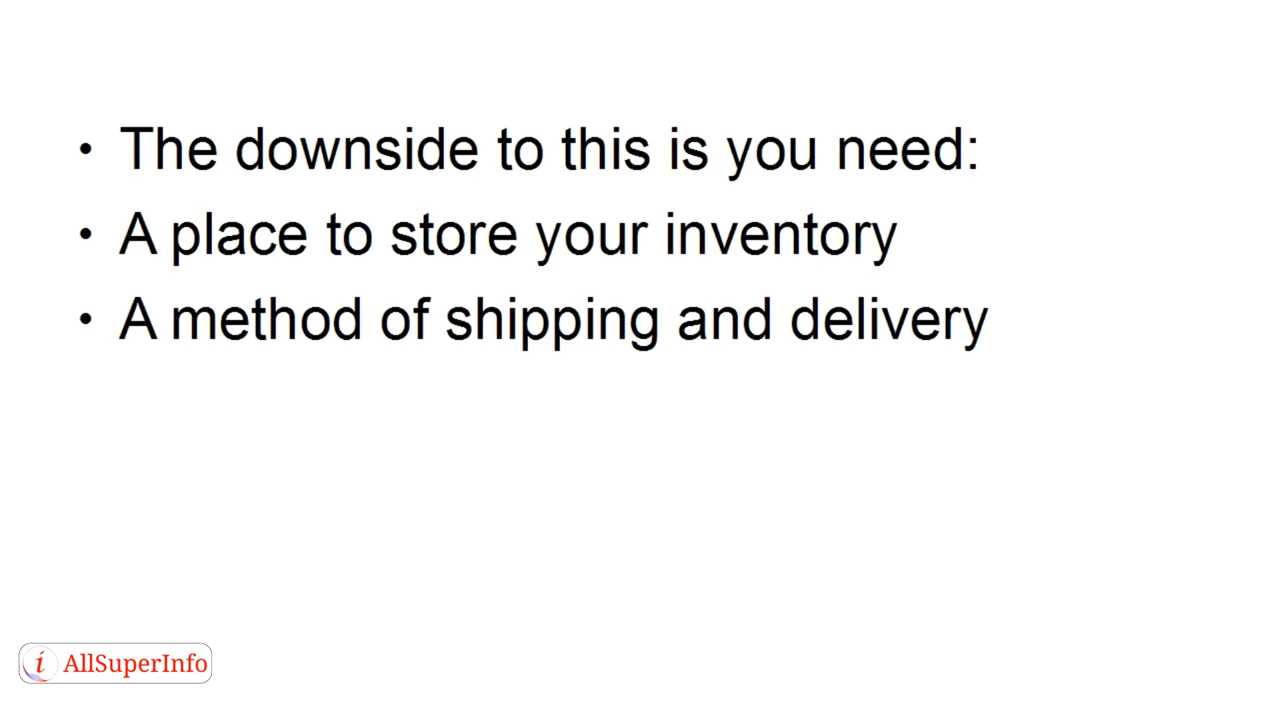 • The downside to this is you need:
• A place to store your inventory
• A method of shipping and delivery
i AllSuperInfo